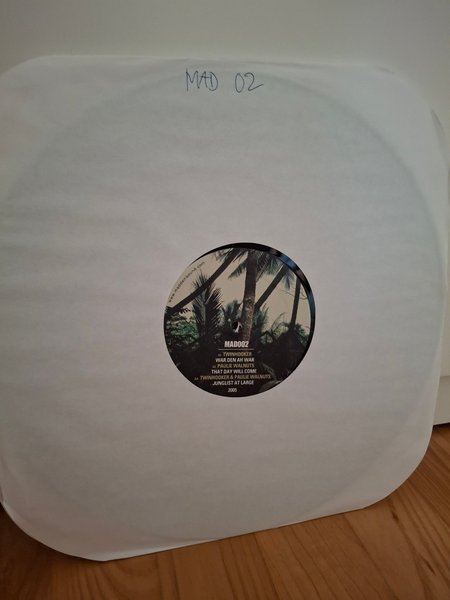 MAD 02
MAD002
TWINHOOKER
WAR DEN AH WAR
PAULIE WALNUTS
THAT DAY WILL COME
TWINHOOKER & PAULIE WALNUTS
JUNGLIST AT LARGE
2005